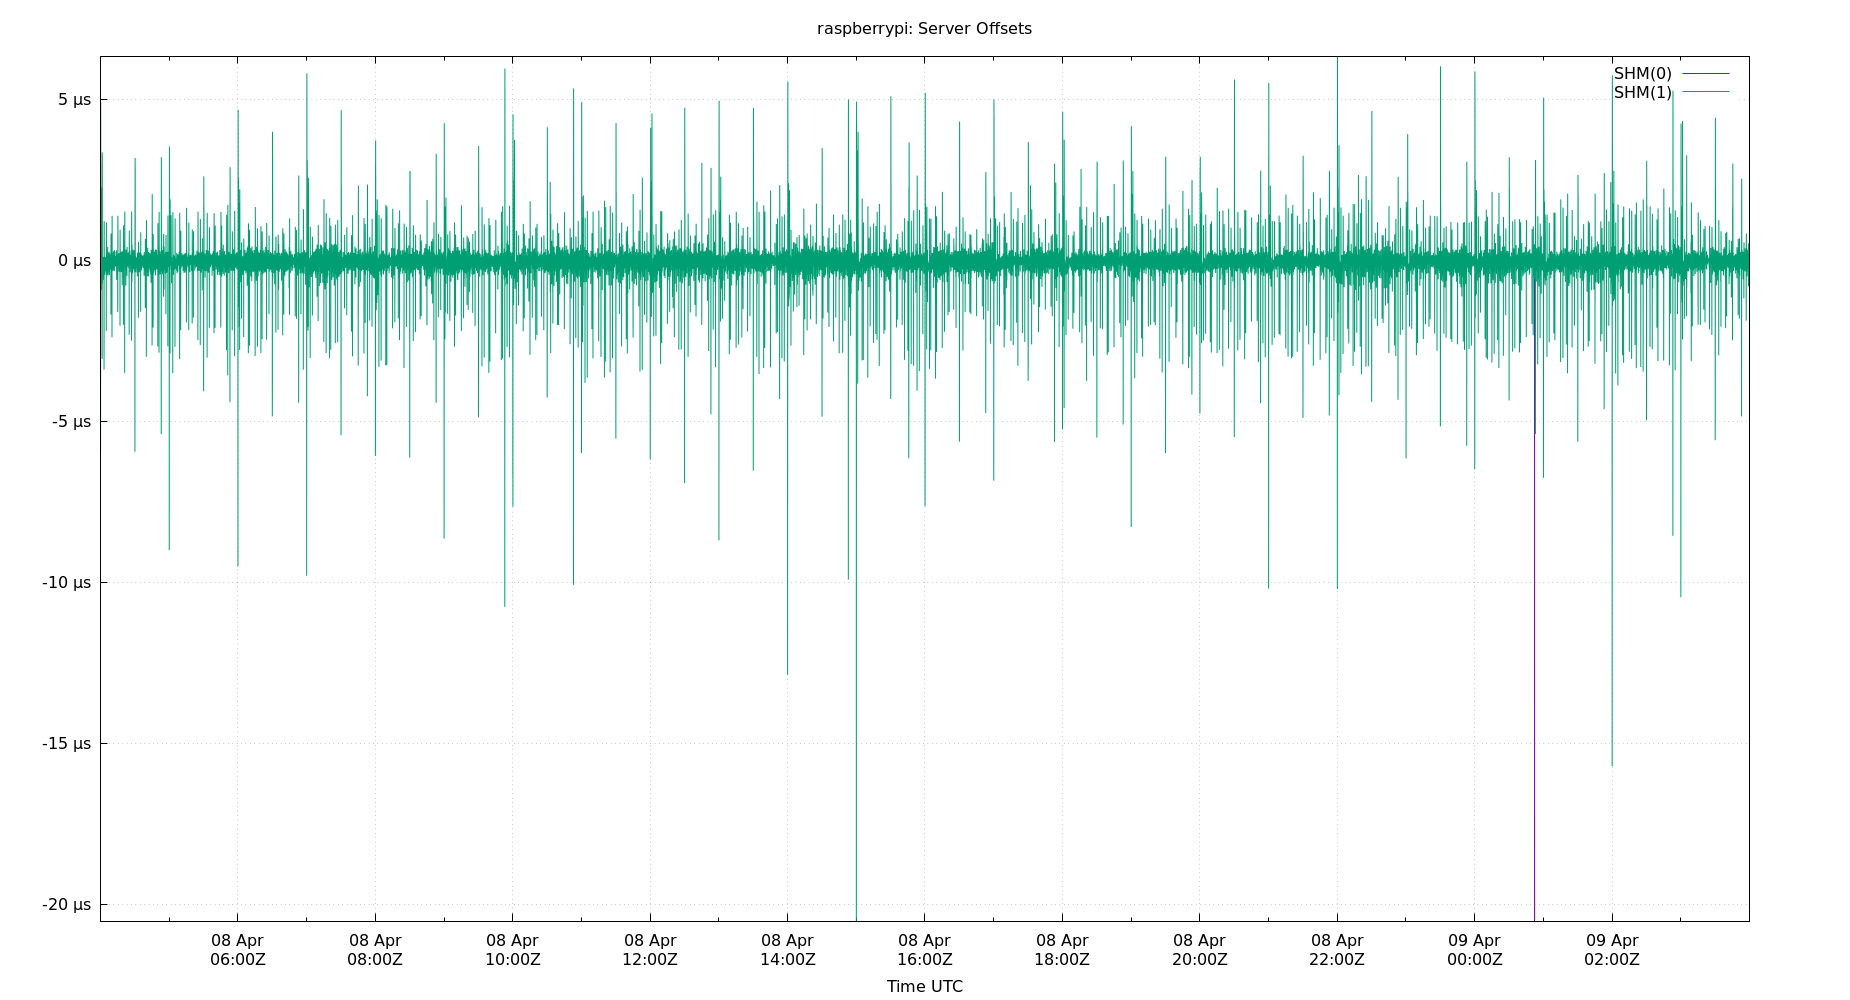 raspberrypi: Server Offsets
SHM(0)
SHM(1)
5 µs
0 µs
-5 µs
-10 µs
-15 µs
-20 µs
08 Apr 08 Apr 08 Apr 08 Apr 08 Apr 08 Apr 08 Apr 08 Apr 08 Apr 09 Apr 09 Apr
06:00Z 08:00Z 10:00Z 12:00Z 14:00Z 16:00Z 18:00Z 20:00Z 22:00Z 00:00Z 02:00Z
Time UTC